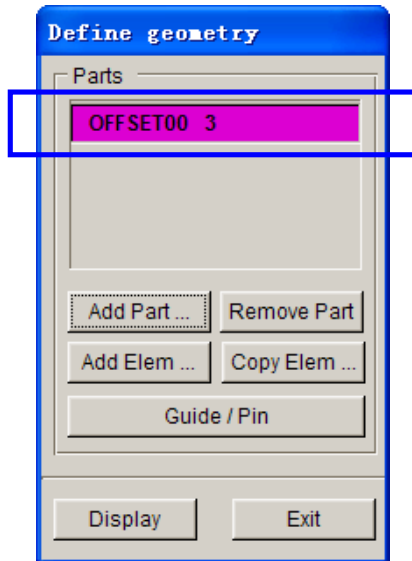 Define geometry
Parts
OFFSET00 3
Add Part ... Remove Part
Add Elem ... Copy Elem ...
Guide / Pin
Display Exit